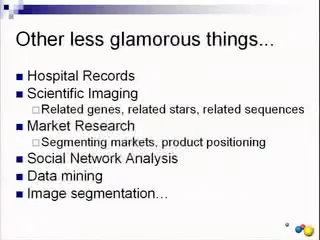 Other less glamorous things...
Hospital Records
Scientific Imaging
Related genes, related stars, related sequences
Market Research
Segmenting markets, product positioning
Social Network Analysis
Data mining
Image segmentation...